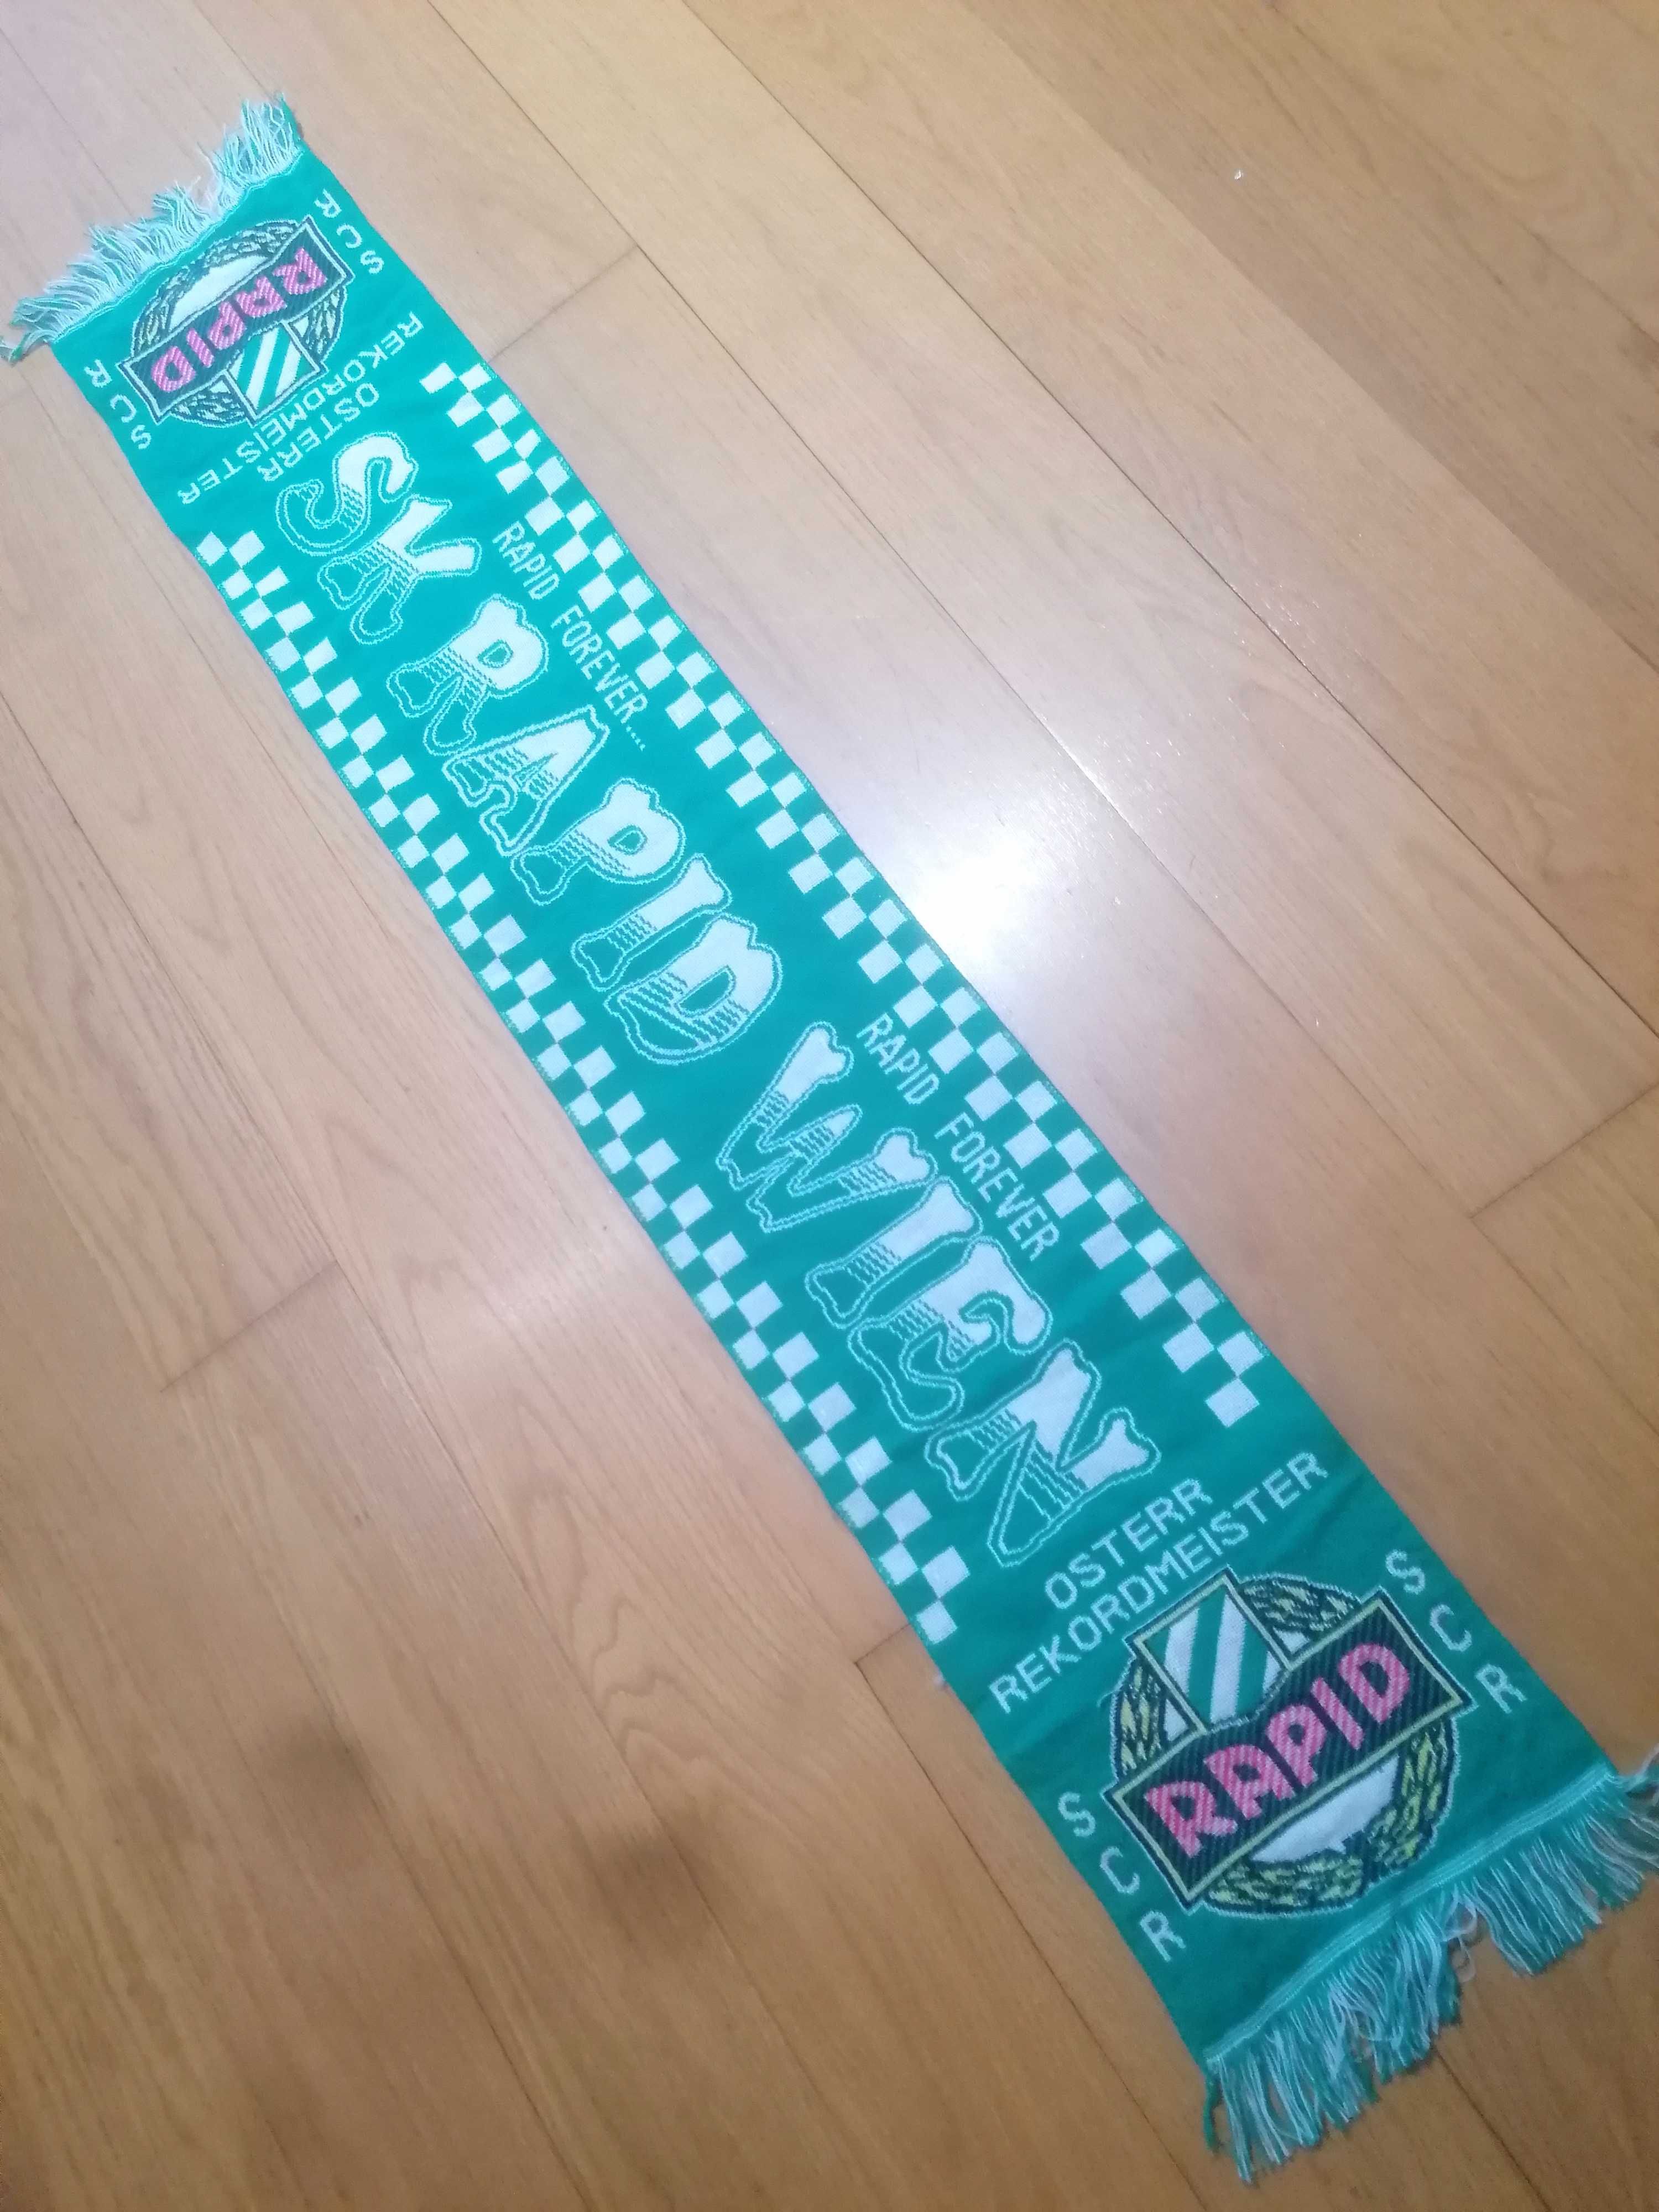 S C R
RAPID
S C R
OSTERR
REKORDMEISTER
RAPID FOREVER....
RAPID FOREVER
SK RAPID WIEN
OSTERR
REKORDMEISTER
S C R
RAPID
S C R